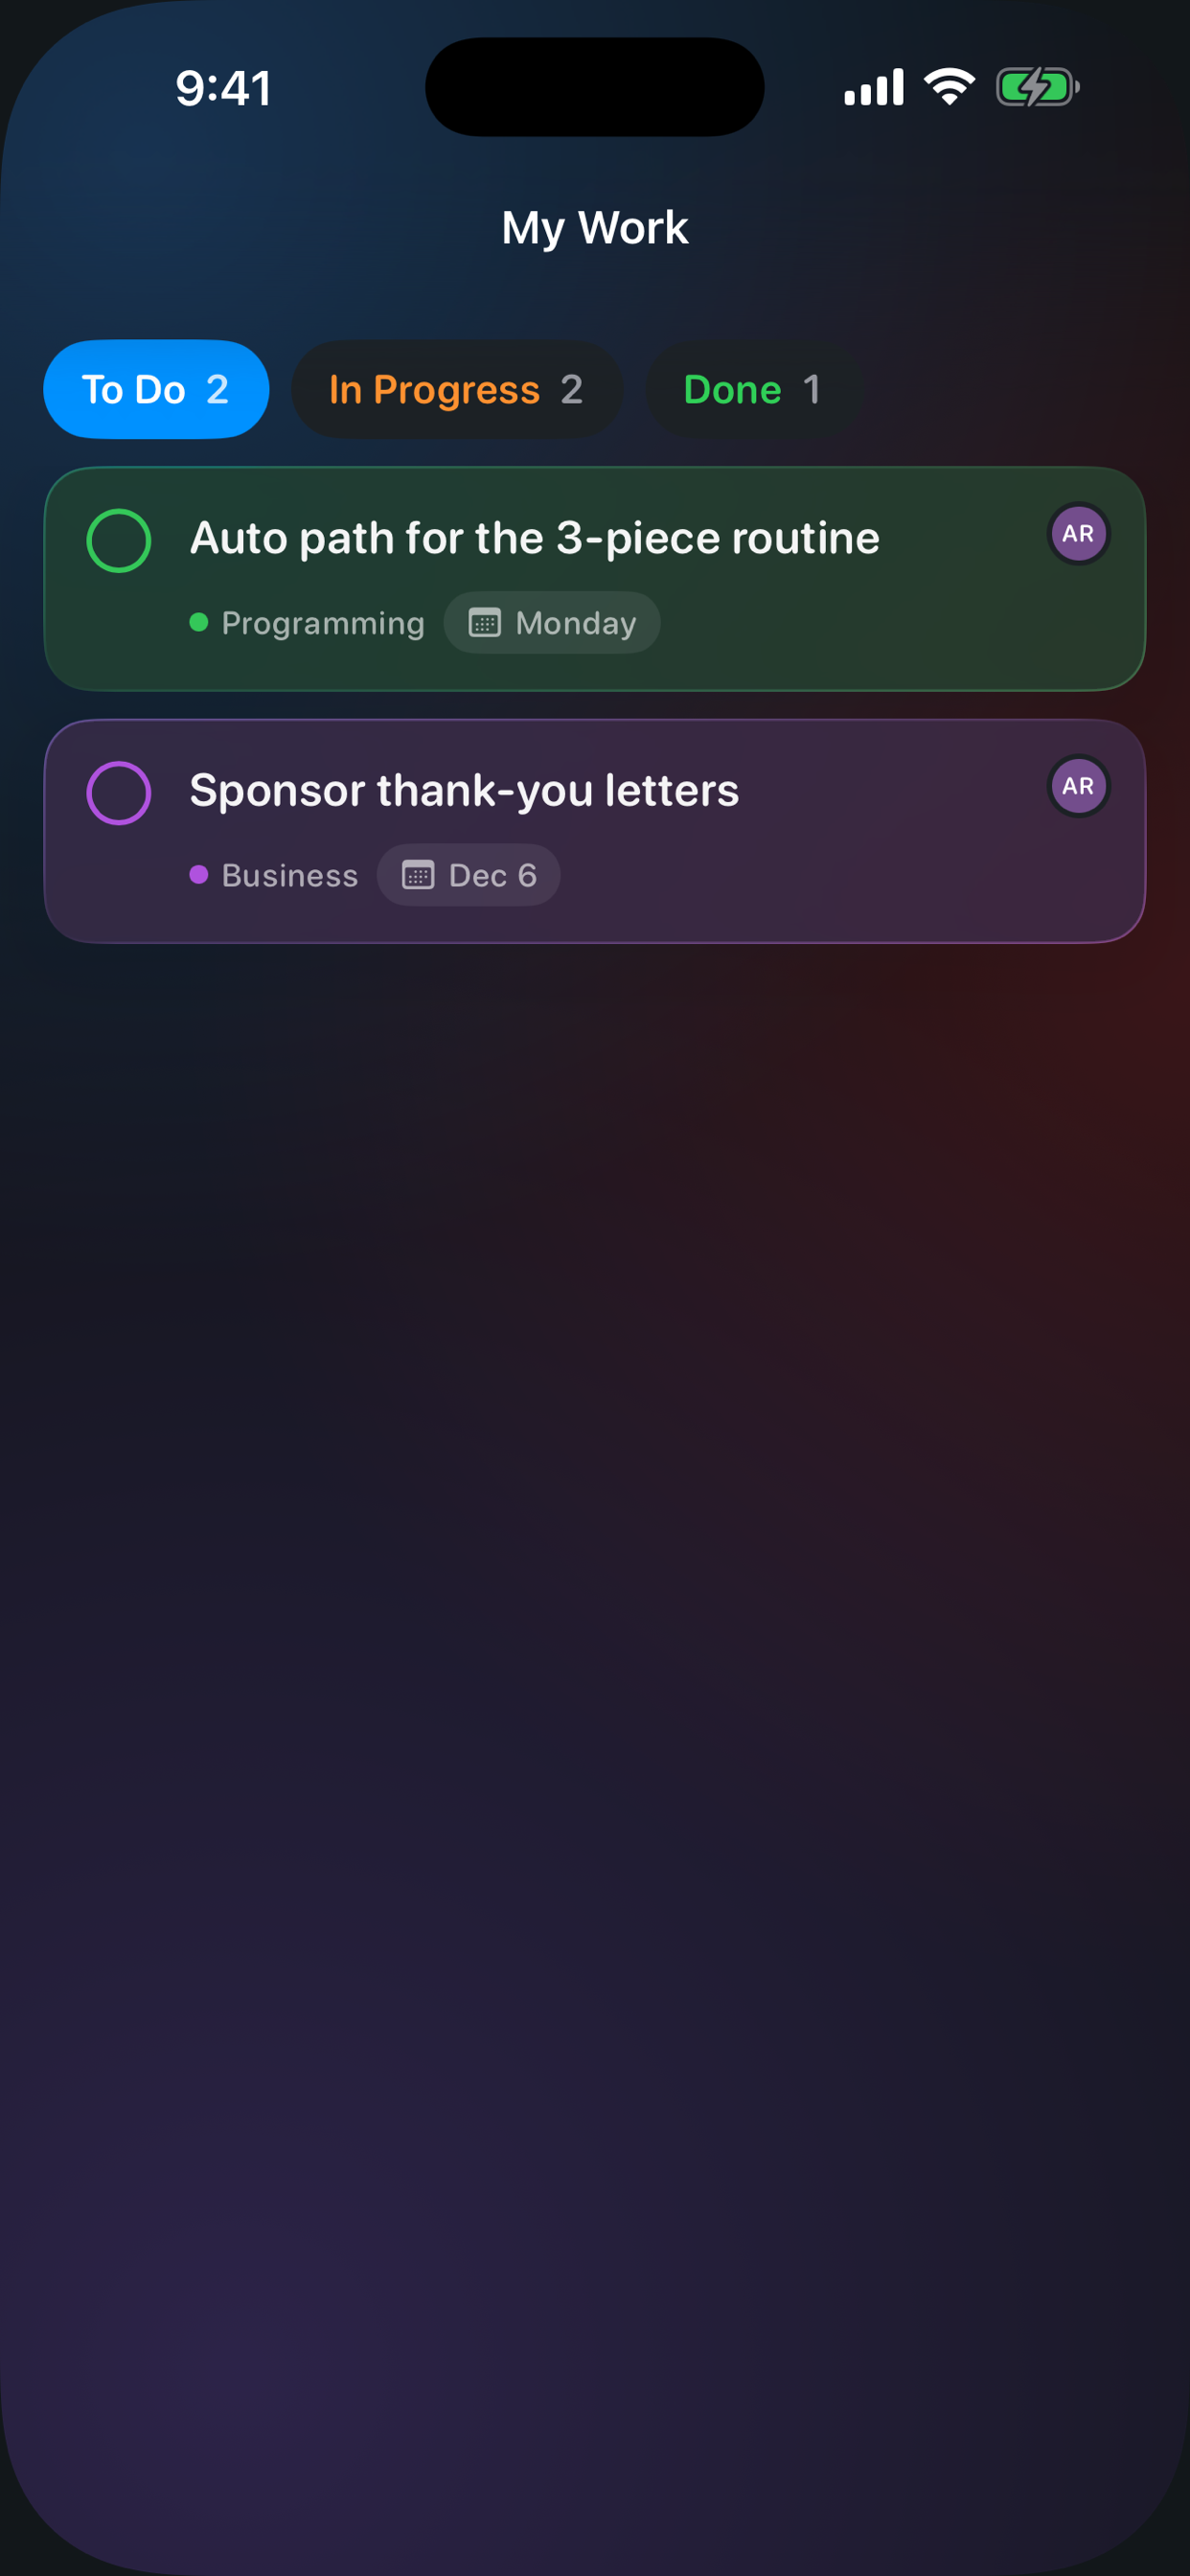 9:41
My Work
To Do 2 In Progress 2 Done 1
Auto path for the 3-piece routine AR
Programming Monday
Sponsor thank-you letters AR
Business Dec 6